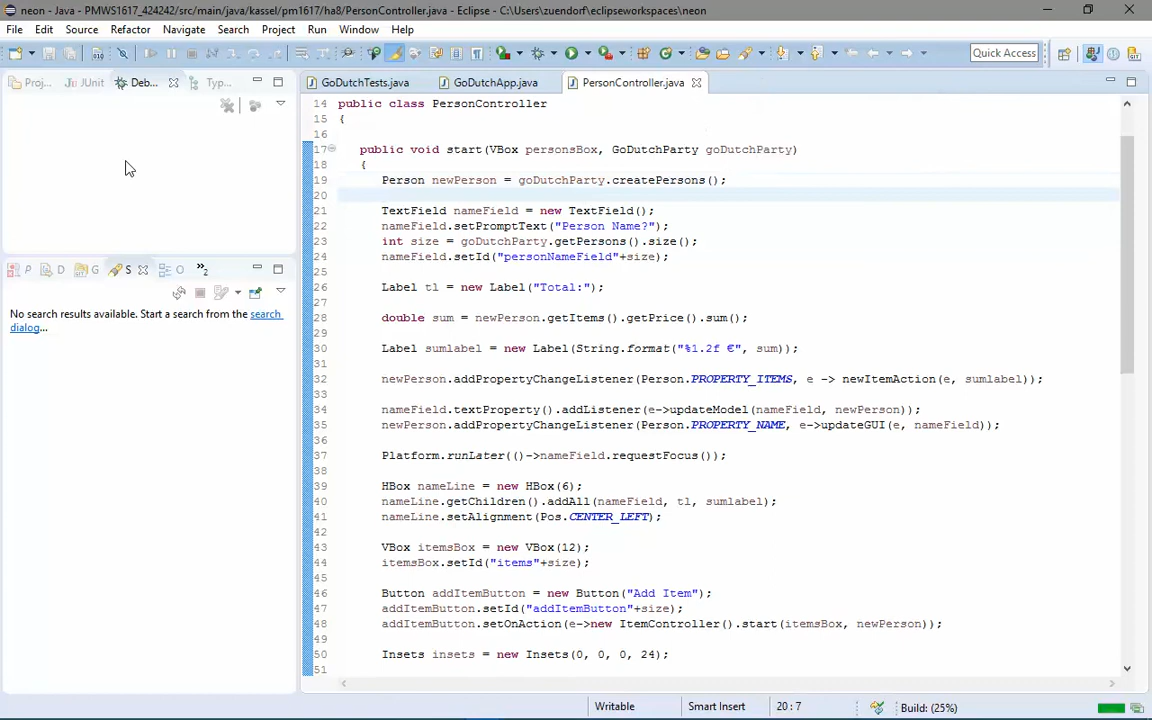 neon - Java - PMWS1617_424242/src/main/java/kassel/pm1617/ha8/PersonController.java - Eclipse - C:\Users\zuendorf\eclipseworkspaces\neon
File Edit Source Refactor Navigate Search Project Run Window Help
Quick Access
Proj... JUnit Deb... Typ...
GoDutchTests.java GoDutchApp.java PersonController.java
14 public class PersonController
15 {
16
17 public void start(VBox personsBox, GoDutchParty goDutchParty)
18 {
19 Person newPerson = goDutchParty.createPersons();
20
21 TextField nameField = new TextField();
22 nameField.setPromptText("Person Name?");
23 int size = goDutchParty.getPersons().size();
24 nameField.setId("personNameField"+size);
25
26 Label tl = new Label("Total:");
27
28 double sum = newPerson.getItems().getPrice().sum();
29
30 Label sumlabel = new Label(String.format("%1.2f €", sum));
31
32 newPerson.addPropertyChangeListener(Person.PROPERTY_ITEMS, e -> newItemAction(e, sumlabel));
33
34 nameField.textProperty().addListener(e->updateModel(nameField, newPerson));
35 newPerson.addPropertyChangeListener(Person.PROPERTY_NAME, e->updateGUI(e, nameField));
36
37 Platform.runLater(()->nameField.requestFocus());
38
39 HBox nameLine = new HBox(6);
40 nameLine.getChildren().addAll(nameField, tl, sumlabel);
41 nameLine.setAlignment(Pos.CENTER_LEFT);
42
43 VBox itemsBox = new VBox(12);
44 itemsBox.setId("items"+size);
45
46 Button addItemButton = new Button("Add Item");
47 addItemButton.setId("addItemButton"+size);
48 addItemButton.setOnAction(e->new ItemController().start(itemsBox, newPerson));
49
50 Insets insets = new Insets(0, 0, 0, 24);
51
P D G S O »2
No search results available. Start a search from the search
dialog...
Writable Smart Insert 20 : 7 Build: (25%)